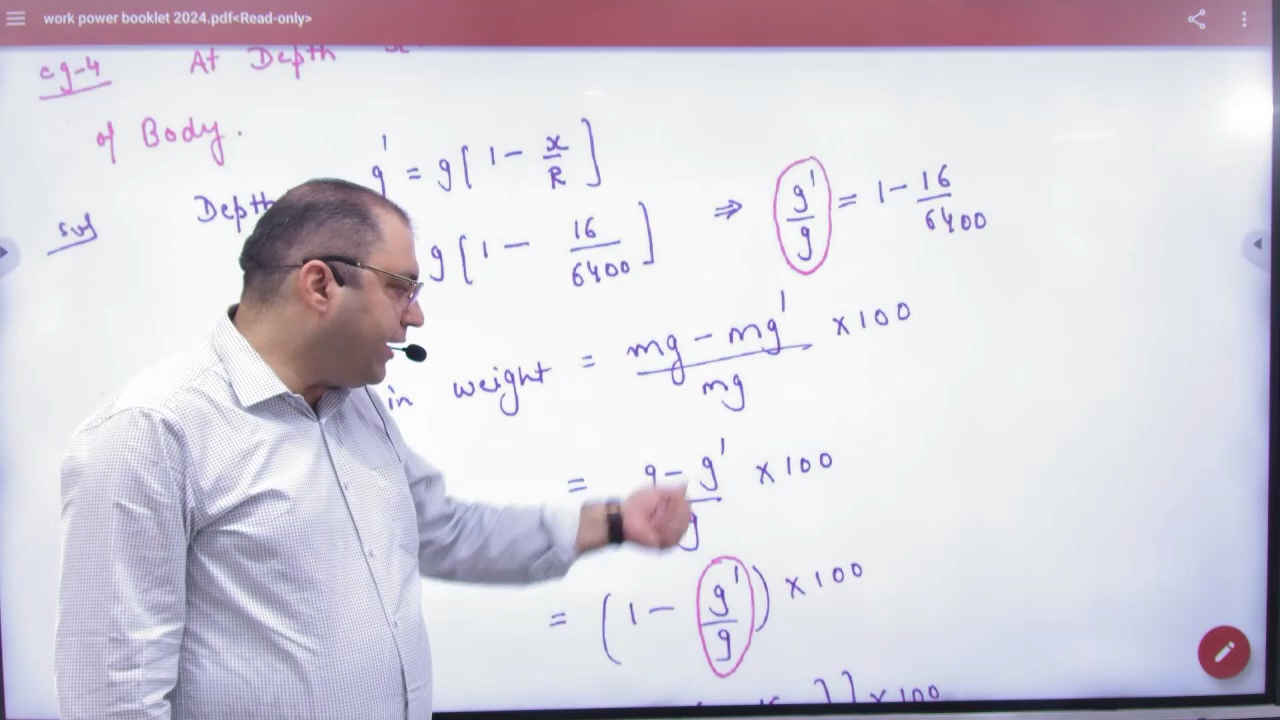 work power booklet 2024.pdf<Read-only>
eg-4 At Depth
of Body.
Sol Depth g' = g[1 - x/R]
g[1 - 16/6400] ⇒ g'/g = 1 - 16/6400
in weight = mg - mg'/mg × 100
= g - g'/g × 100
= (1 - g'/g) × 100
]] × 100